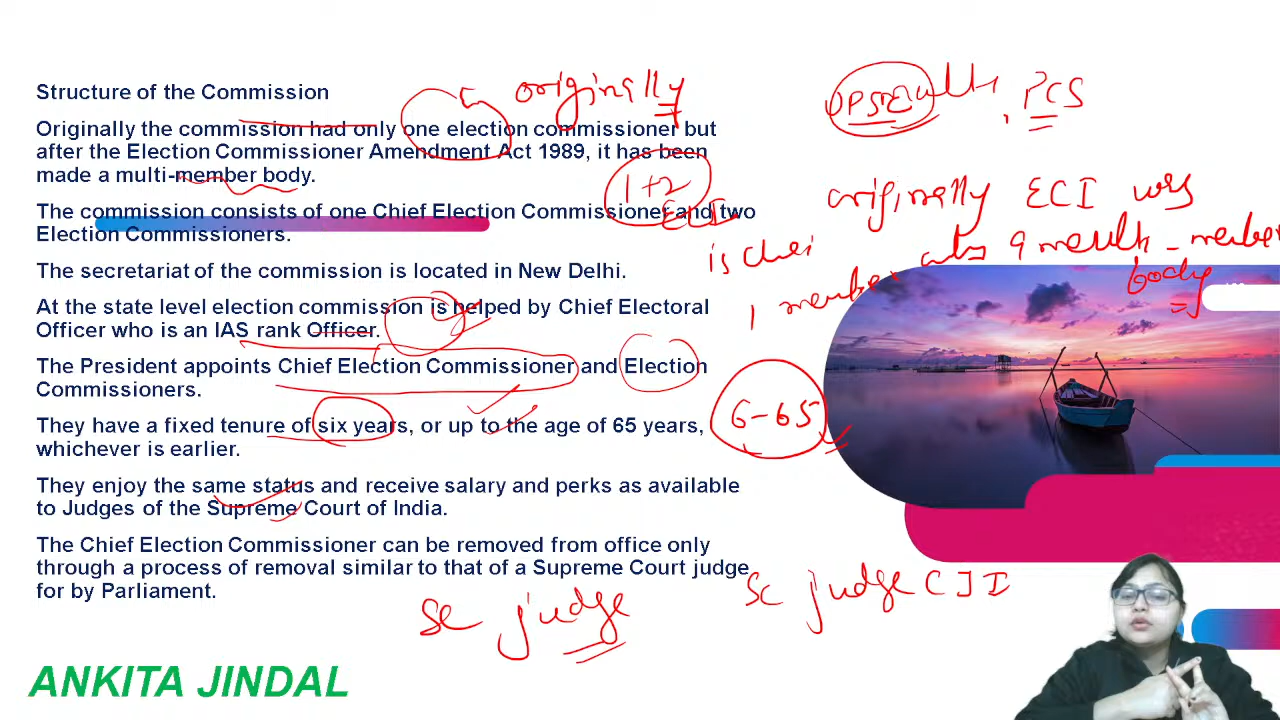 Structure of the Commission
Originally the commission had only one election commissioner but
after the Election Commissioner Amendment Act 1989, it has been
made a multi-member body.
The commission consists of one Chief Election Commissioner and two
Election Commissioners.
The secretariat of the commission is located in New Delhi.
At the state level election commission is helped by Chief Electoral
Officer who is an IAS rank Officer.
The President appoints Chief Election Commissioner and Election
Commissioners.
They have a fixed tenure of six years, or up to the age of 65 years,
whichever is earlier.
They enjoy the same status and receive salary and perks as available
to Judges of the Supreme Court of India.
The Chief Election Commissioner can be removed from office only
through a process of removal similar to that of a Supreme Court judge
for by Parliament.
ANKITA JINDAL
originally
1+2
ECI
PCS
originally ECI was
1 member
body
6-65
SC judge
SC judge CJI